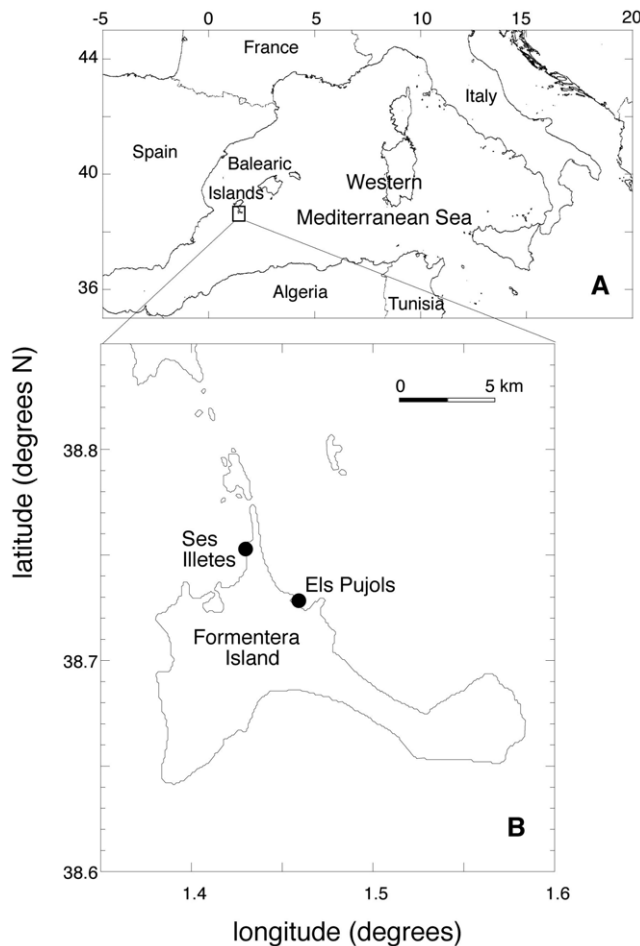 -5 0 5 10 15 20
44
France
Italy
Spain
Balearic
40
Islands
Western
Mediterranean Sea
36
Algeria
Tunisia
A
0 5 km
38.8
Ses
Illetes
Els Pujols
Formentera
Island
38.7
B
38.6
1.4 1.5 1.6
latitude (degrees N)
longitude (degrees)